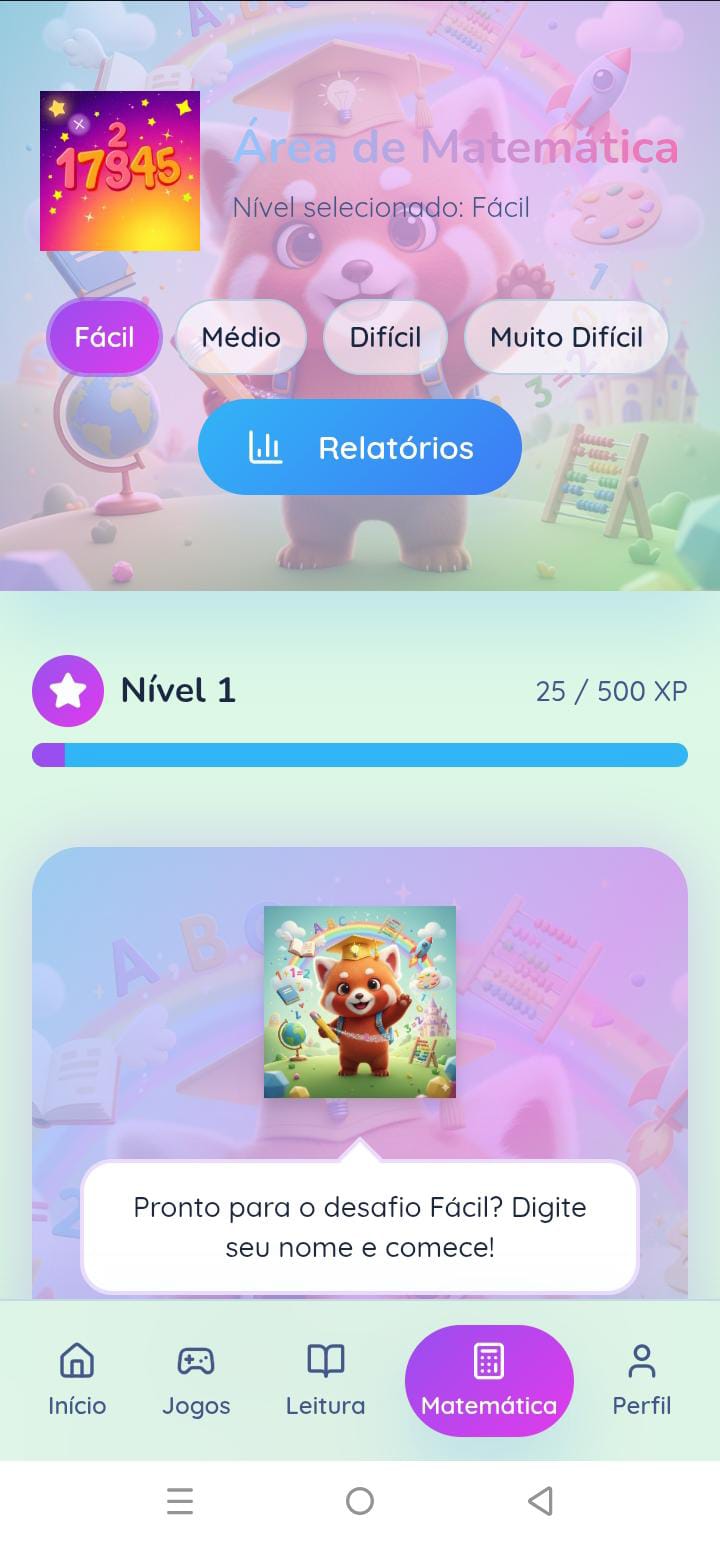 2
17845
Área de Matemática
Nível selecionado: Fácil
Fácil
Médio
Difícil
Muito Difícil
Relatórios
Nível 1
25 / 500 XP
A B C
Pronto para o desafio Fácil? Digite
seu nome e comece!
Início
Jogos
Leitura
Matemática
Perfil